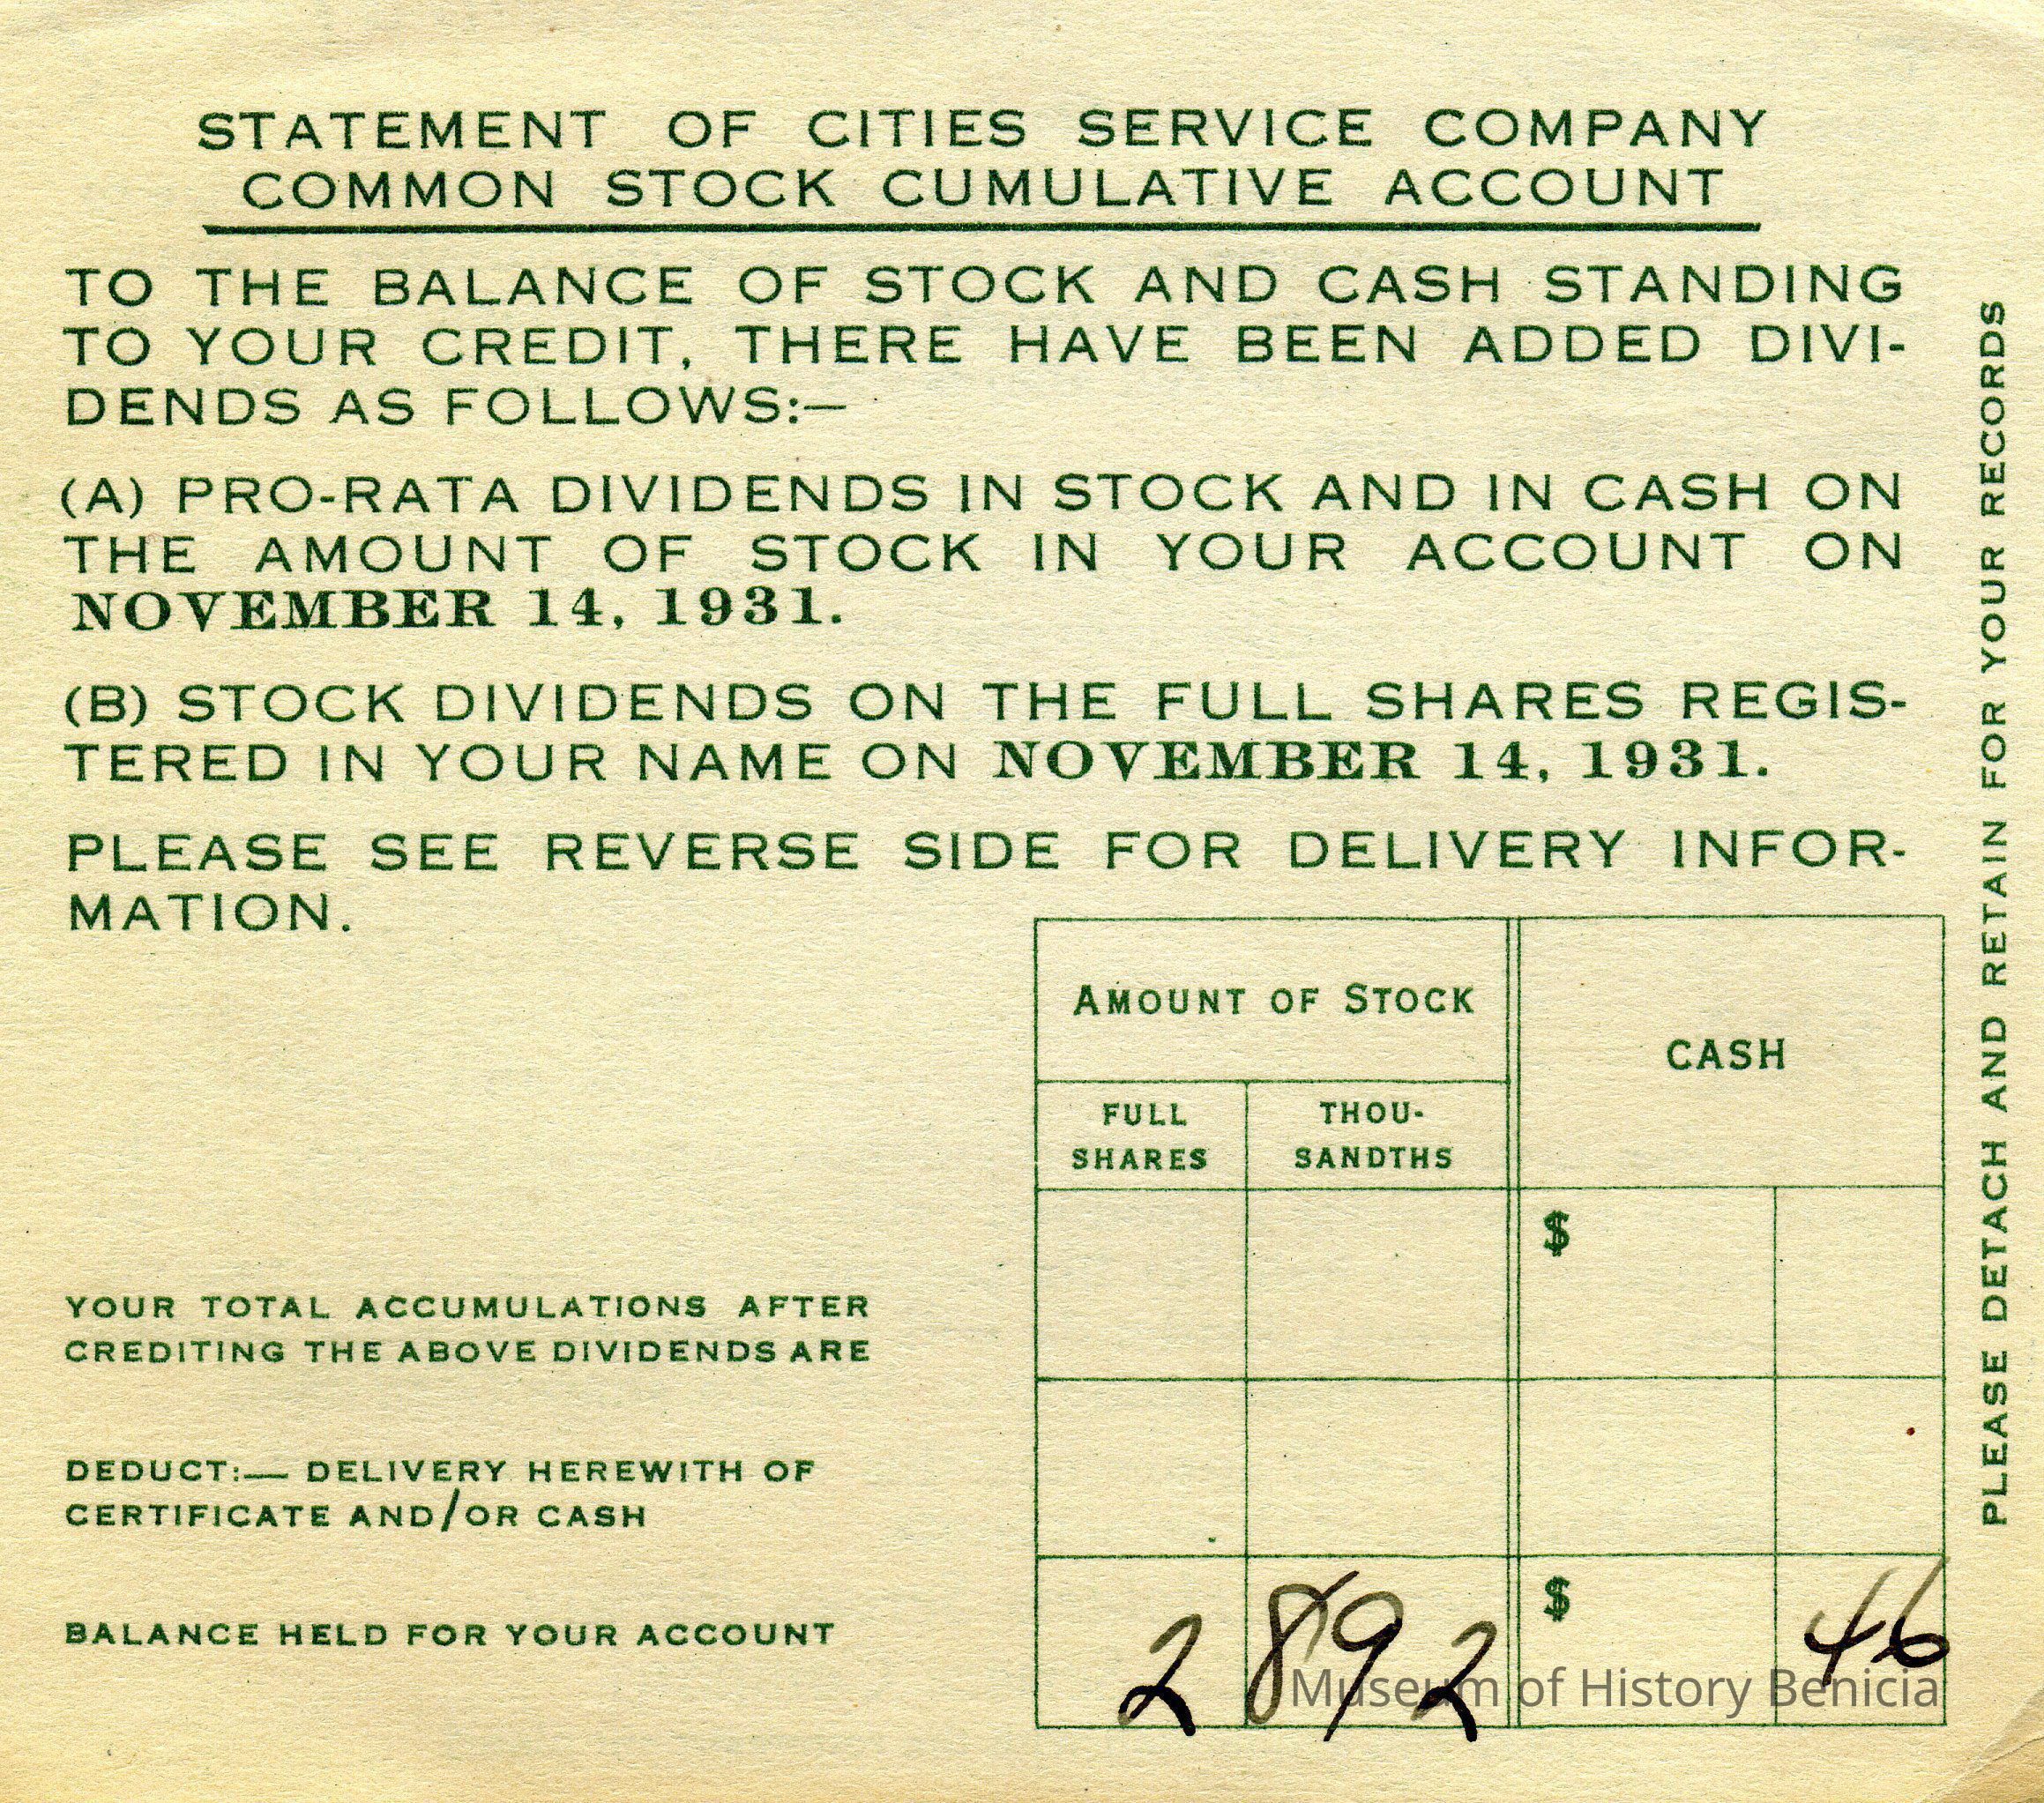 STATEMENT OF CITIES SERVICE COMPANY
COMMON STOCK CUMULATIVE ACCOUNT
TO THE BALANCE OF STOCK AND CASH STANDING
TO YOUR CREDIT, THERE HAVE BEEN ADDED DIVI-
DENDS AS FOLLOWS:—
(A) PRO-RATA DIVIDENDS IN STOCK AND IN CASH ON
THE AMOUNT OF STOCK IN YOUR ACCOUNT ON
NOVEMBER 14, 1931.
(B) STOCK DIVIDENDS ON THE FULL SHARES REGIS-
TERED IN YOUR NAME ON NOVEMBER 14, 1931.
PLEASE SEE REVERSE SIDE FOR DELIVERY INFOR-
MATION.
AMOUNT OF STOCK
CASH
FULL
SHARES
THOU-
SANDTHS
$
YOUR TOTAL ACCUMULATIONS AFTER
CREDITING THE ABOVE DIVIDENDS ARE
DEDUCT:— DELIVERY HEREWITH OF
CERTIFICATE AND/OR CASH
BALANCE HELD FOR YOUR ACCOUNT
2 892 $ 46
Museum of History Benicia
PLEASE DETACH AND RETAIN FOR YOUR RECORDS